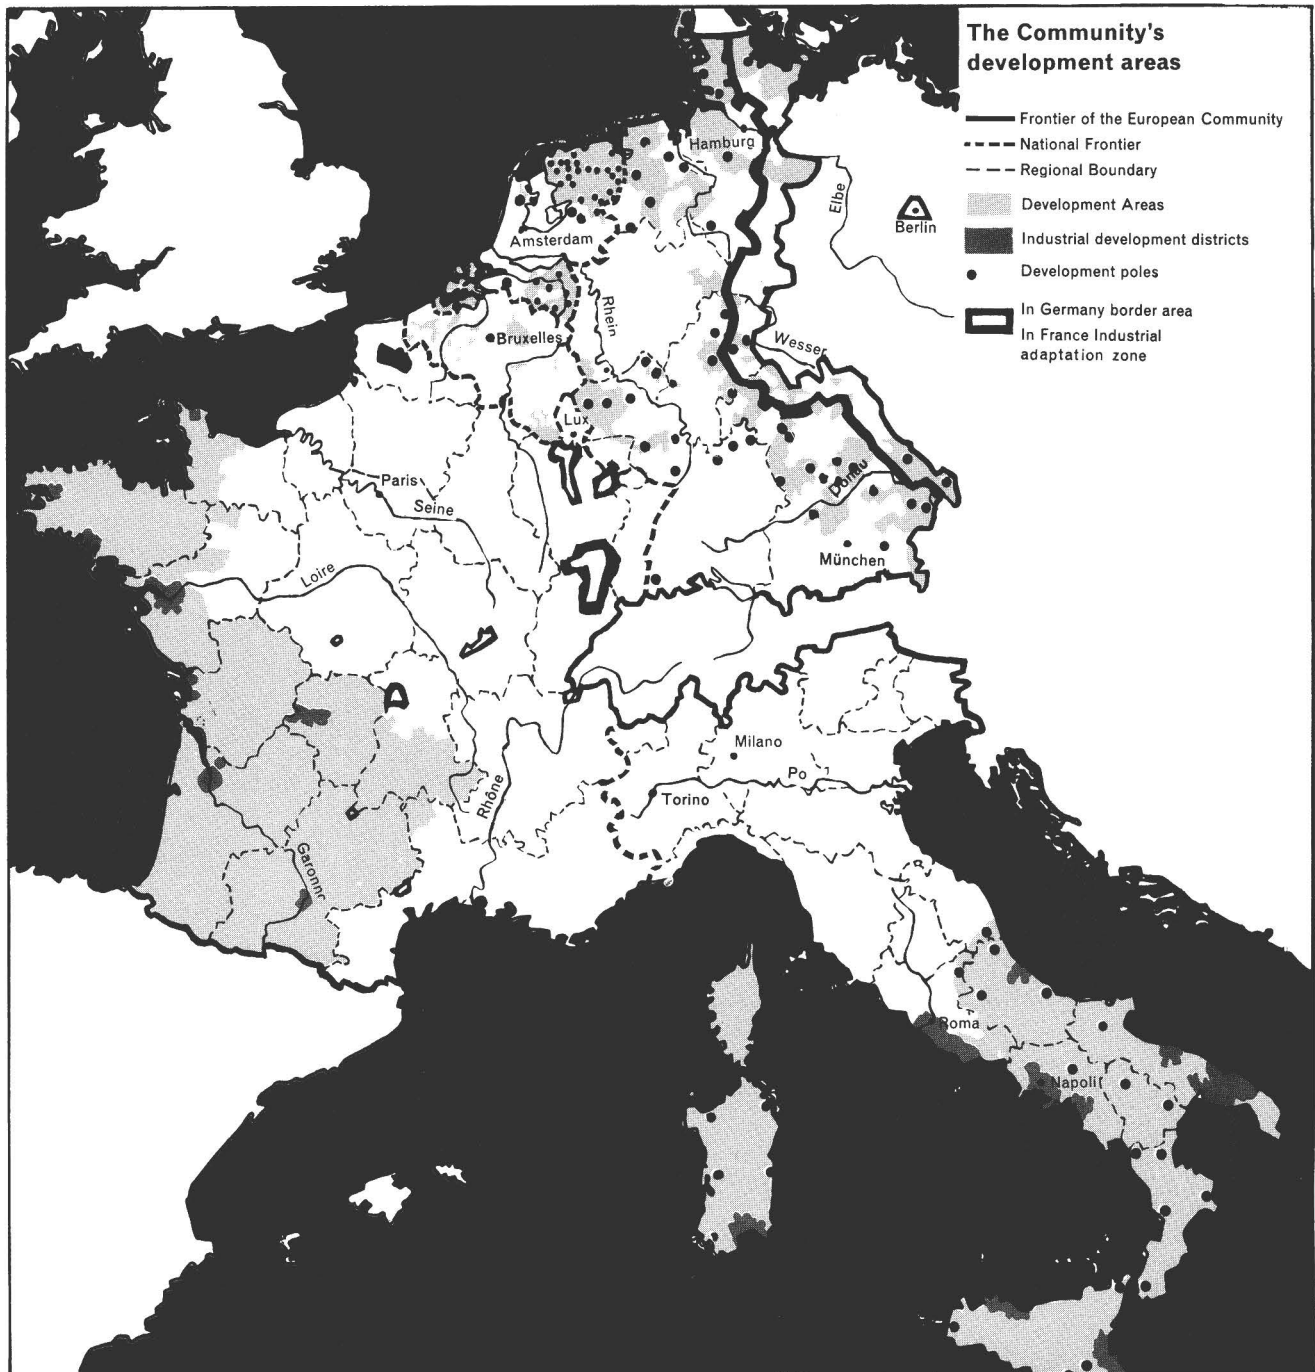 The Community's
development areas
Frontier of the European Community
National Frontier
Regional Boundary
Development Areas
Industrial development districts
Development poles
In Germany border area
In France Industrial
adaptation zone
Hamburg
Elbe
Berlin
Amsterdam
Rhein
Bruxelles
Wesser
Lux
Paris
Seine
Donau
München
Loire
Milano
Po
Torino
Rhône
Garonne
Roma
Napoli